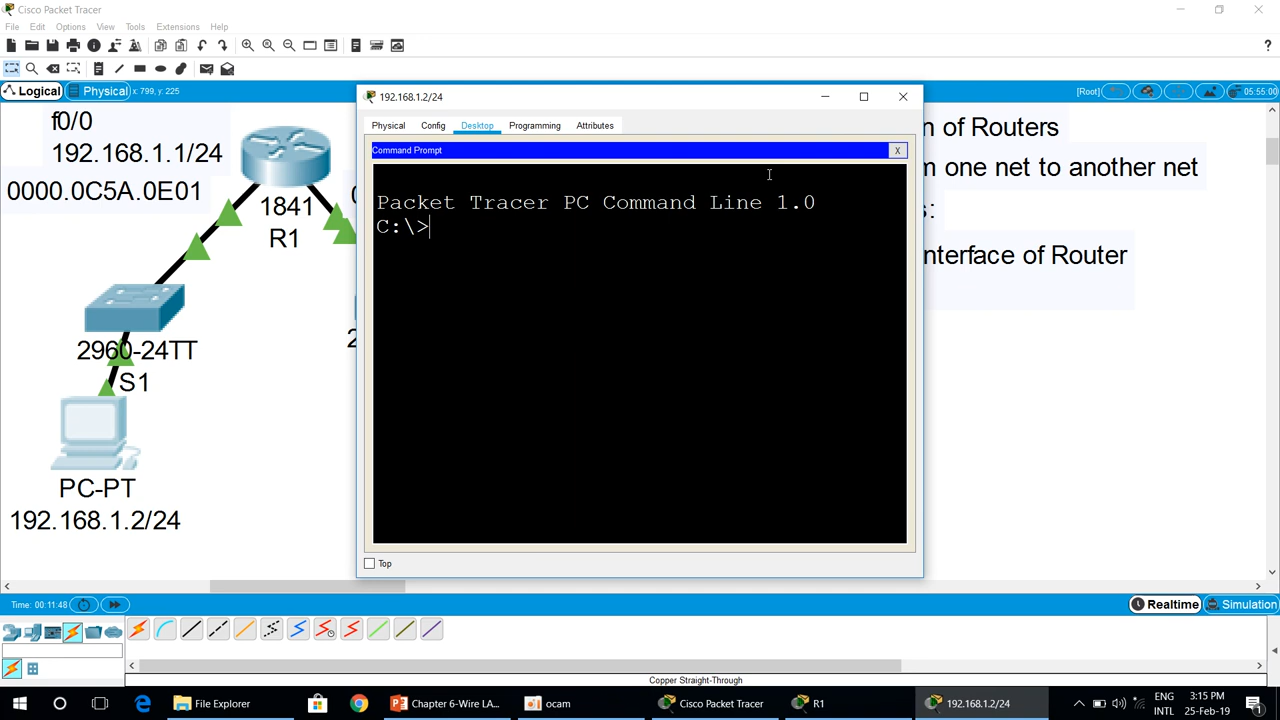 Cisco Packet Tracer
File Edit Options View Tools Extensions Help
?
Logical Physical x: 799, y: 225
[Root] 05:55:00
f0/0
192.168.1.1/24
0000.0C5A.0E01
1841
R1
2960-24TT
S1
PC-PT
192.168.1.2/24
192.168.1.2/24
Physical Config Desktop Programming Attributes
Command Prompt X
Packet Tracer PC Command Line 1.0
C:\>
Top
n of Routers
m one net to another net
s:
nterface of Router
Time: 00:11:48
Realtime Simulation
Copper Straight-Through
File Explorer
Chapter 6-Wire LA...
ocam
Cisco Packet Tracer
R1
192.168.1.2/24
ENG
INTL
3:15 PM
25-Feb-19
1